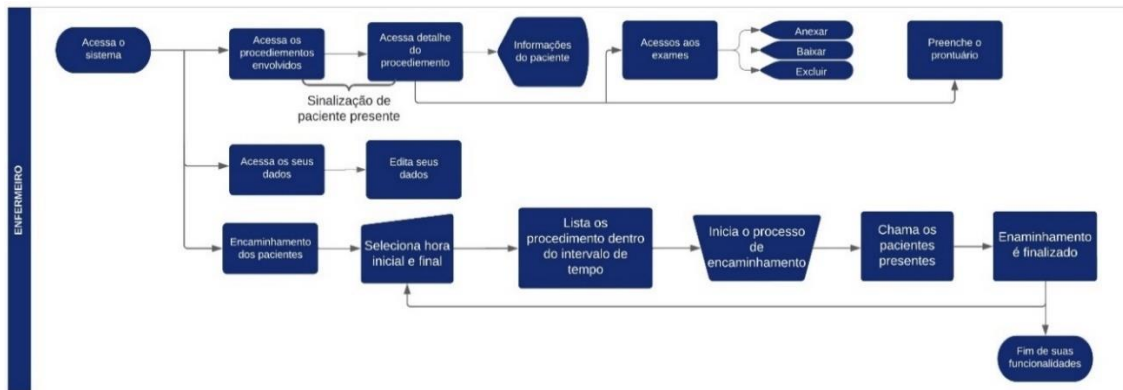 ENFERMEIRO
Acessa o
sistema
Acessa os
procediementos
envolvidos
Acessa detalhe
do
procediemento
Sinalização de
paciente presente
Informações
do paciente
Acessos aos
exames
Anexar
Baixar
Excluir
Preenche o
prontuário
Acessa os seus
dados
Edita seus
dados
Encaminhamento
dos pacientes
Seleciona hora
inicial e final
Lista os
procedimento dentro
do intervalo de
tempo
Inicia o processo
de
encaminhamento
Chama os
pacientes
presentes
Enaminhamento
é finalizado
Fim de suas
funcionalidades